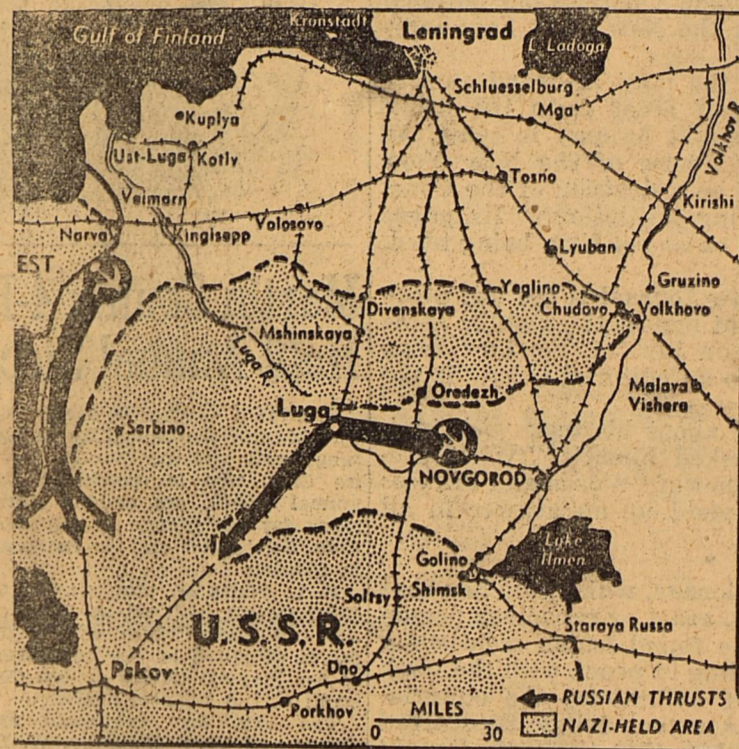 Kronstadt
Gulf of Finland
Leningrad
L. Ladoga
Schluesselburg
Mga
Volkhov R.
Kuplya
Ust-Luga
Kotly
Tosno
Veimarn
Kirishi
Narva
Kingisepp
Volosovo
Lyuban
EST.
Gruzino
Yeglino
Divenskaya
Chudovo
Volkhovo
Mshinskaya
Luga R.
Oredezh
Malaya
Vishera
Luga
Serbino
NOVGOROD
Lake
Ilmen
Golino
Shimsk
Soltsy
U.S.S.R.
Staraya Russa
Pskov
Dno
Porkhov
MILES
0 30
RUSSIAN THRUSTS
NAZI-HELD AREA